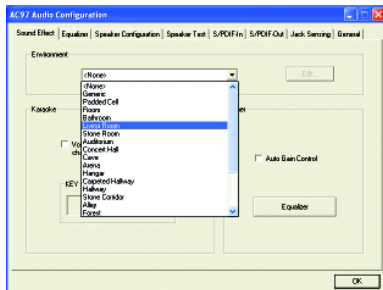 AC97 Audio Configuration
Sound Effect | Equalizer | Speaker Configuration | Speaker Test | S/PDIF-In | S/PDIF-Out | Jack Sensing | General
Environment
<None>
Edit..
<None>
Generic
Padded Cell
Room
Bathroom
Living Room
Stone Room
Auditorium
Concert Hall
Cave
Arena
Hangar
Carpeted Hallway
Hallway
Stone Corridor
Alley
Forest
Karaoke
KEY
Auto Gain Control
Equalizer
OK